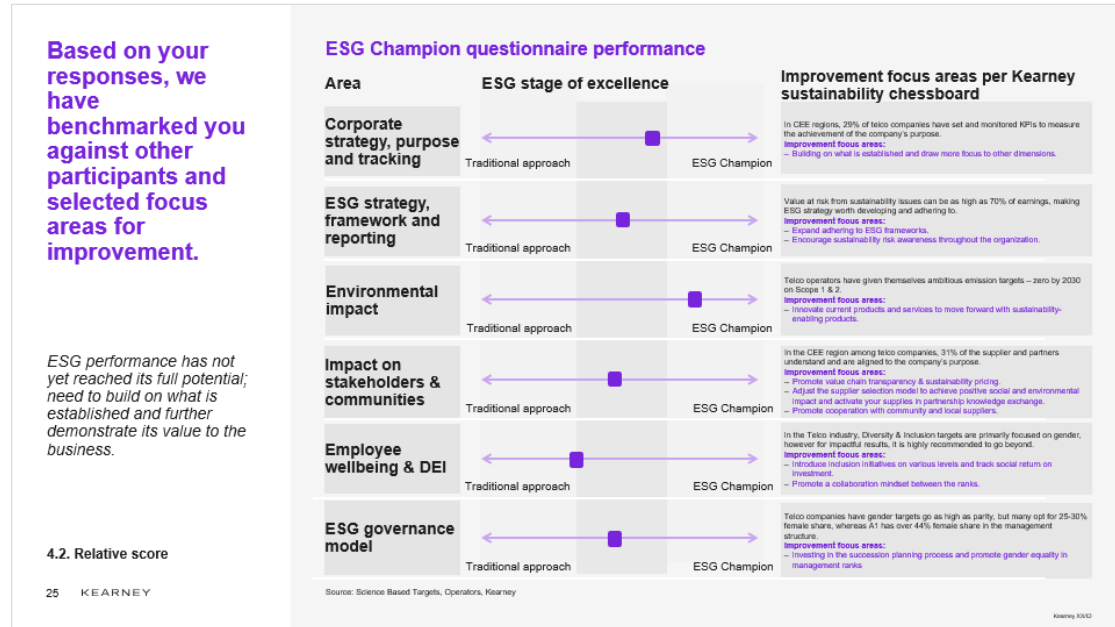 Based on your
responses, we
have
benchmarked you
against other
participants and
selected focus
areas for
improvement.
ESG performance has not
yet reached its full potential;
need to build on what is
established and further
demonstrate its value to the
business.
4.2. Relative score
25 KEARNEY
ESG Champion questionnaire performance
Area
ESG stage of excellence
Improvement focus areas per Kearney
sustainability chessboard
Corporate
strategy, purpose
and tracking
Traditional approach
ESG Champion
In CEE regions, 29% of telco companies have set and monitored KPIs to measure
the achievement of the company's purpose.
Improvement focus areas:
– Building on what is established and draw more focus to other dimensions.
ESG strategy,
framework and
reporting
Traditional approach
ESG Champion
Value at risk from sustainability issues can be as high as 70% of earnings, making
ESG strategy worth developing and adhering to.
Improvement focus areas:
– Expand adhering to ESG frameworks.
– Encourage sustainability risk awareness throughout the organization.
Environmental
impact
Traditional approach
ESG Champion
Telco operators have given themselves ambitious emission targets – zero by 2030
on Scope 1 & 2.
Improvement focus areas:
– Innovate current products and services to move forward with sustainability-
enabling products.
Impact on
stakeholders &
communities
Traditional approach
ESG Champion
In the CEE region among telco companies, 31% of the supplier and partners
understand and are aligned to the company's purpose.
Improvement focus areas:
– Promote value chain transparency & sustainability pricing.
– Adjust the supplier selection model to achieve positive social and environmental
impact and activate your supplies in partnership knowledge exchange.
– Promote cooperation with community and local suppliers.
Employee
wellbeing & DEI
Traditional approach
ESG Champion
In the Telco industry, Diversity & Inclusion targets are primarily focused on gender,
however for impactful results, it is highly recommended to go beyond.
Improvement focus areas:
– Introduce inclusion initiatives on various levels and track social return on
investment.
– Promote a collaboration mindset between the ranks.
ESG governance
model
Traditional approach
ESG Champion
Telco companies have gender targets go as high as parity, but many opt for 25-30%
female share, whereas A1 has over 44% female share in the management
structure.
Improvement focus areas:
– Investing in the succession planning process and promote gender equality in
management ranks
Source: Science Based Targets, Operators, Kearney
Kearney